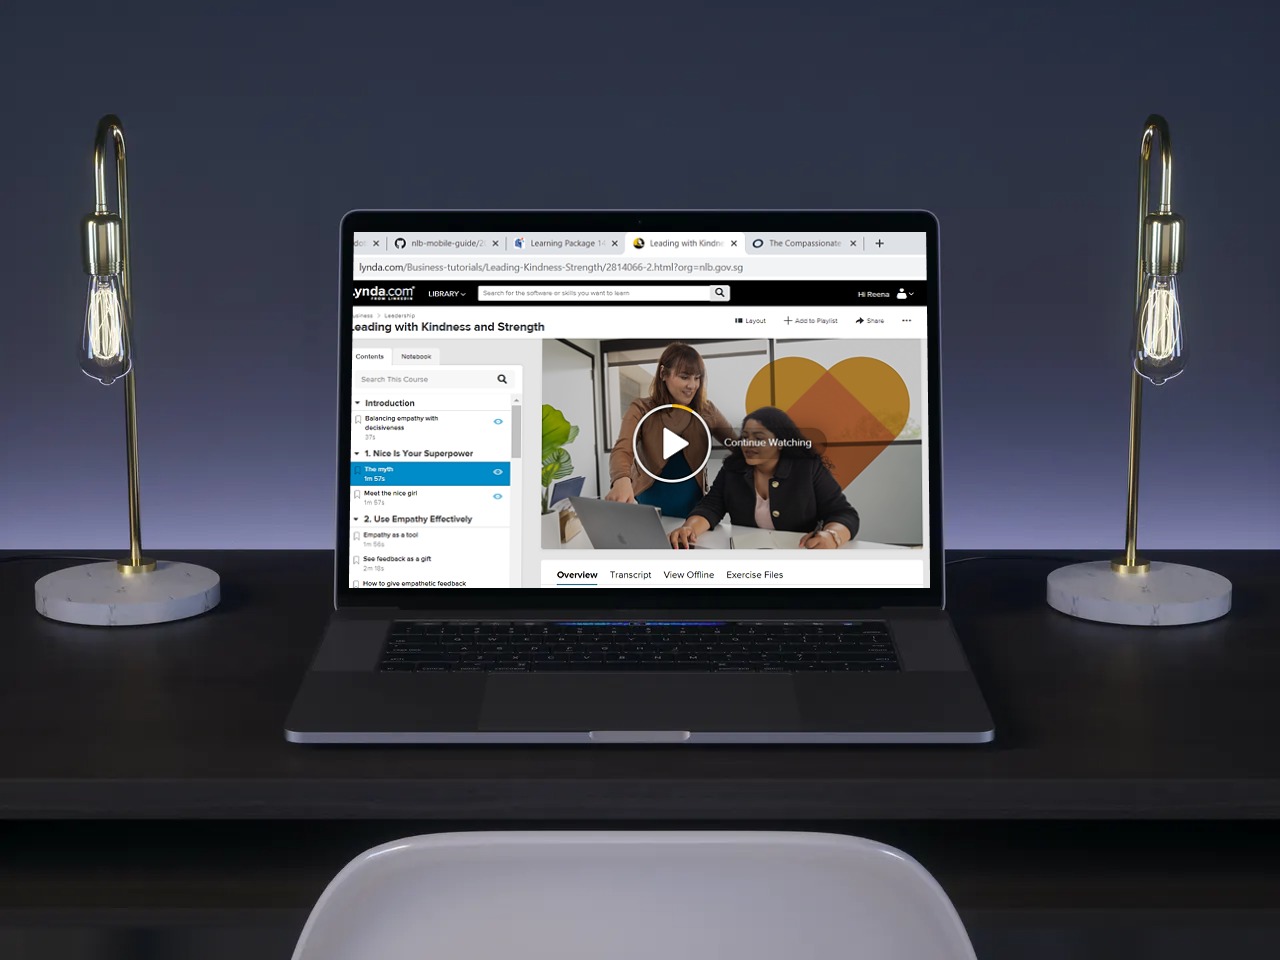 nlb-mobile-guide/2
Learning Package 1
Leading with Kindne
The Compassionate
lynda.com/Business-tutorials/Leading-Kindness-Strength/2814066-2.html?org=nlb.gov.sg
ynda.com
FROM LINKEDIN
LIBRARY
Search for the software or skills you want to learn
Hi Reena
usiness > Leadership
eading with Kindness and Strength
Layout
Add to Playlist
Share
Contents
Notebook
Search This Course
Introduction
Balancing empathy with
decisiveness
37s
1. Nice Is Your Superpower
The myth
1m 57s
Meet the nice girl
1m 57s
2. Use Empathy Effectively
Empathy as a tool
1m 56s
See feedback as a gift
2m 18s
How to give empathetic feedback
Continue Watching
Overview
Transcript
View Offline
Exercise Files